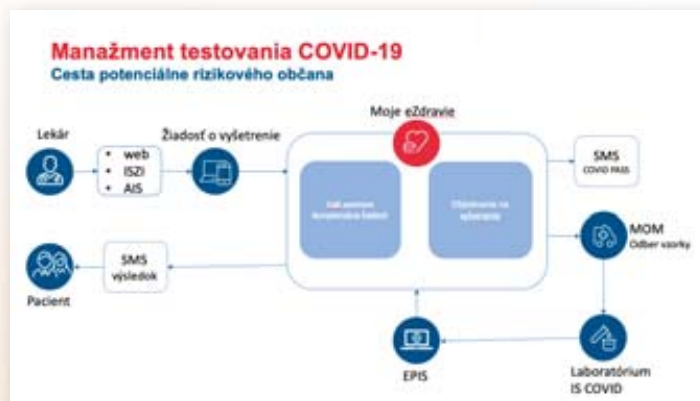 Manažment testovania COVID-19
Cesta potenciálne rizikového občana
Moje eZdravie
Lekár
• web
• ISZI
• AIS
Žiadosť o vyšetrenie
SMS
COVID PASS
MOM
Odber vzorky
Pacient
SMS
výsledok
EPIS
Laboratórium
IS COVID